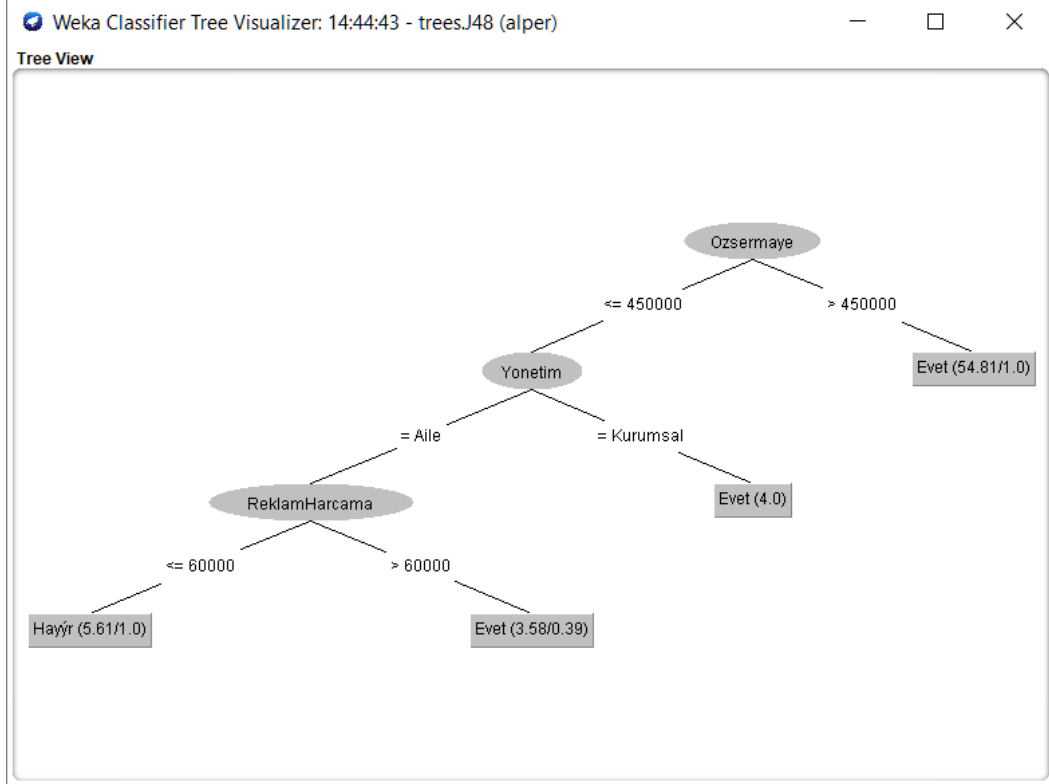 Weka Classifier Tree Visualizer: 14:44:43 - trees.J48 (alper)
Tree View
Ozsermaye
<= 450000
> 450000
Yonetim
Evet (54.81/1.0)
= Aile
= Kurumsal
ReklamHarcama
Evet (4.0)
<= 60000
> 60000
Hayýr (5.61/1.0)
Evet (3.58/0.39)